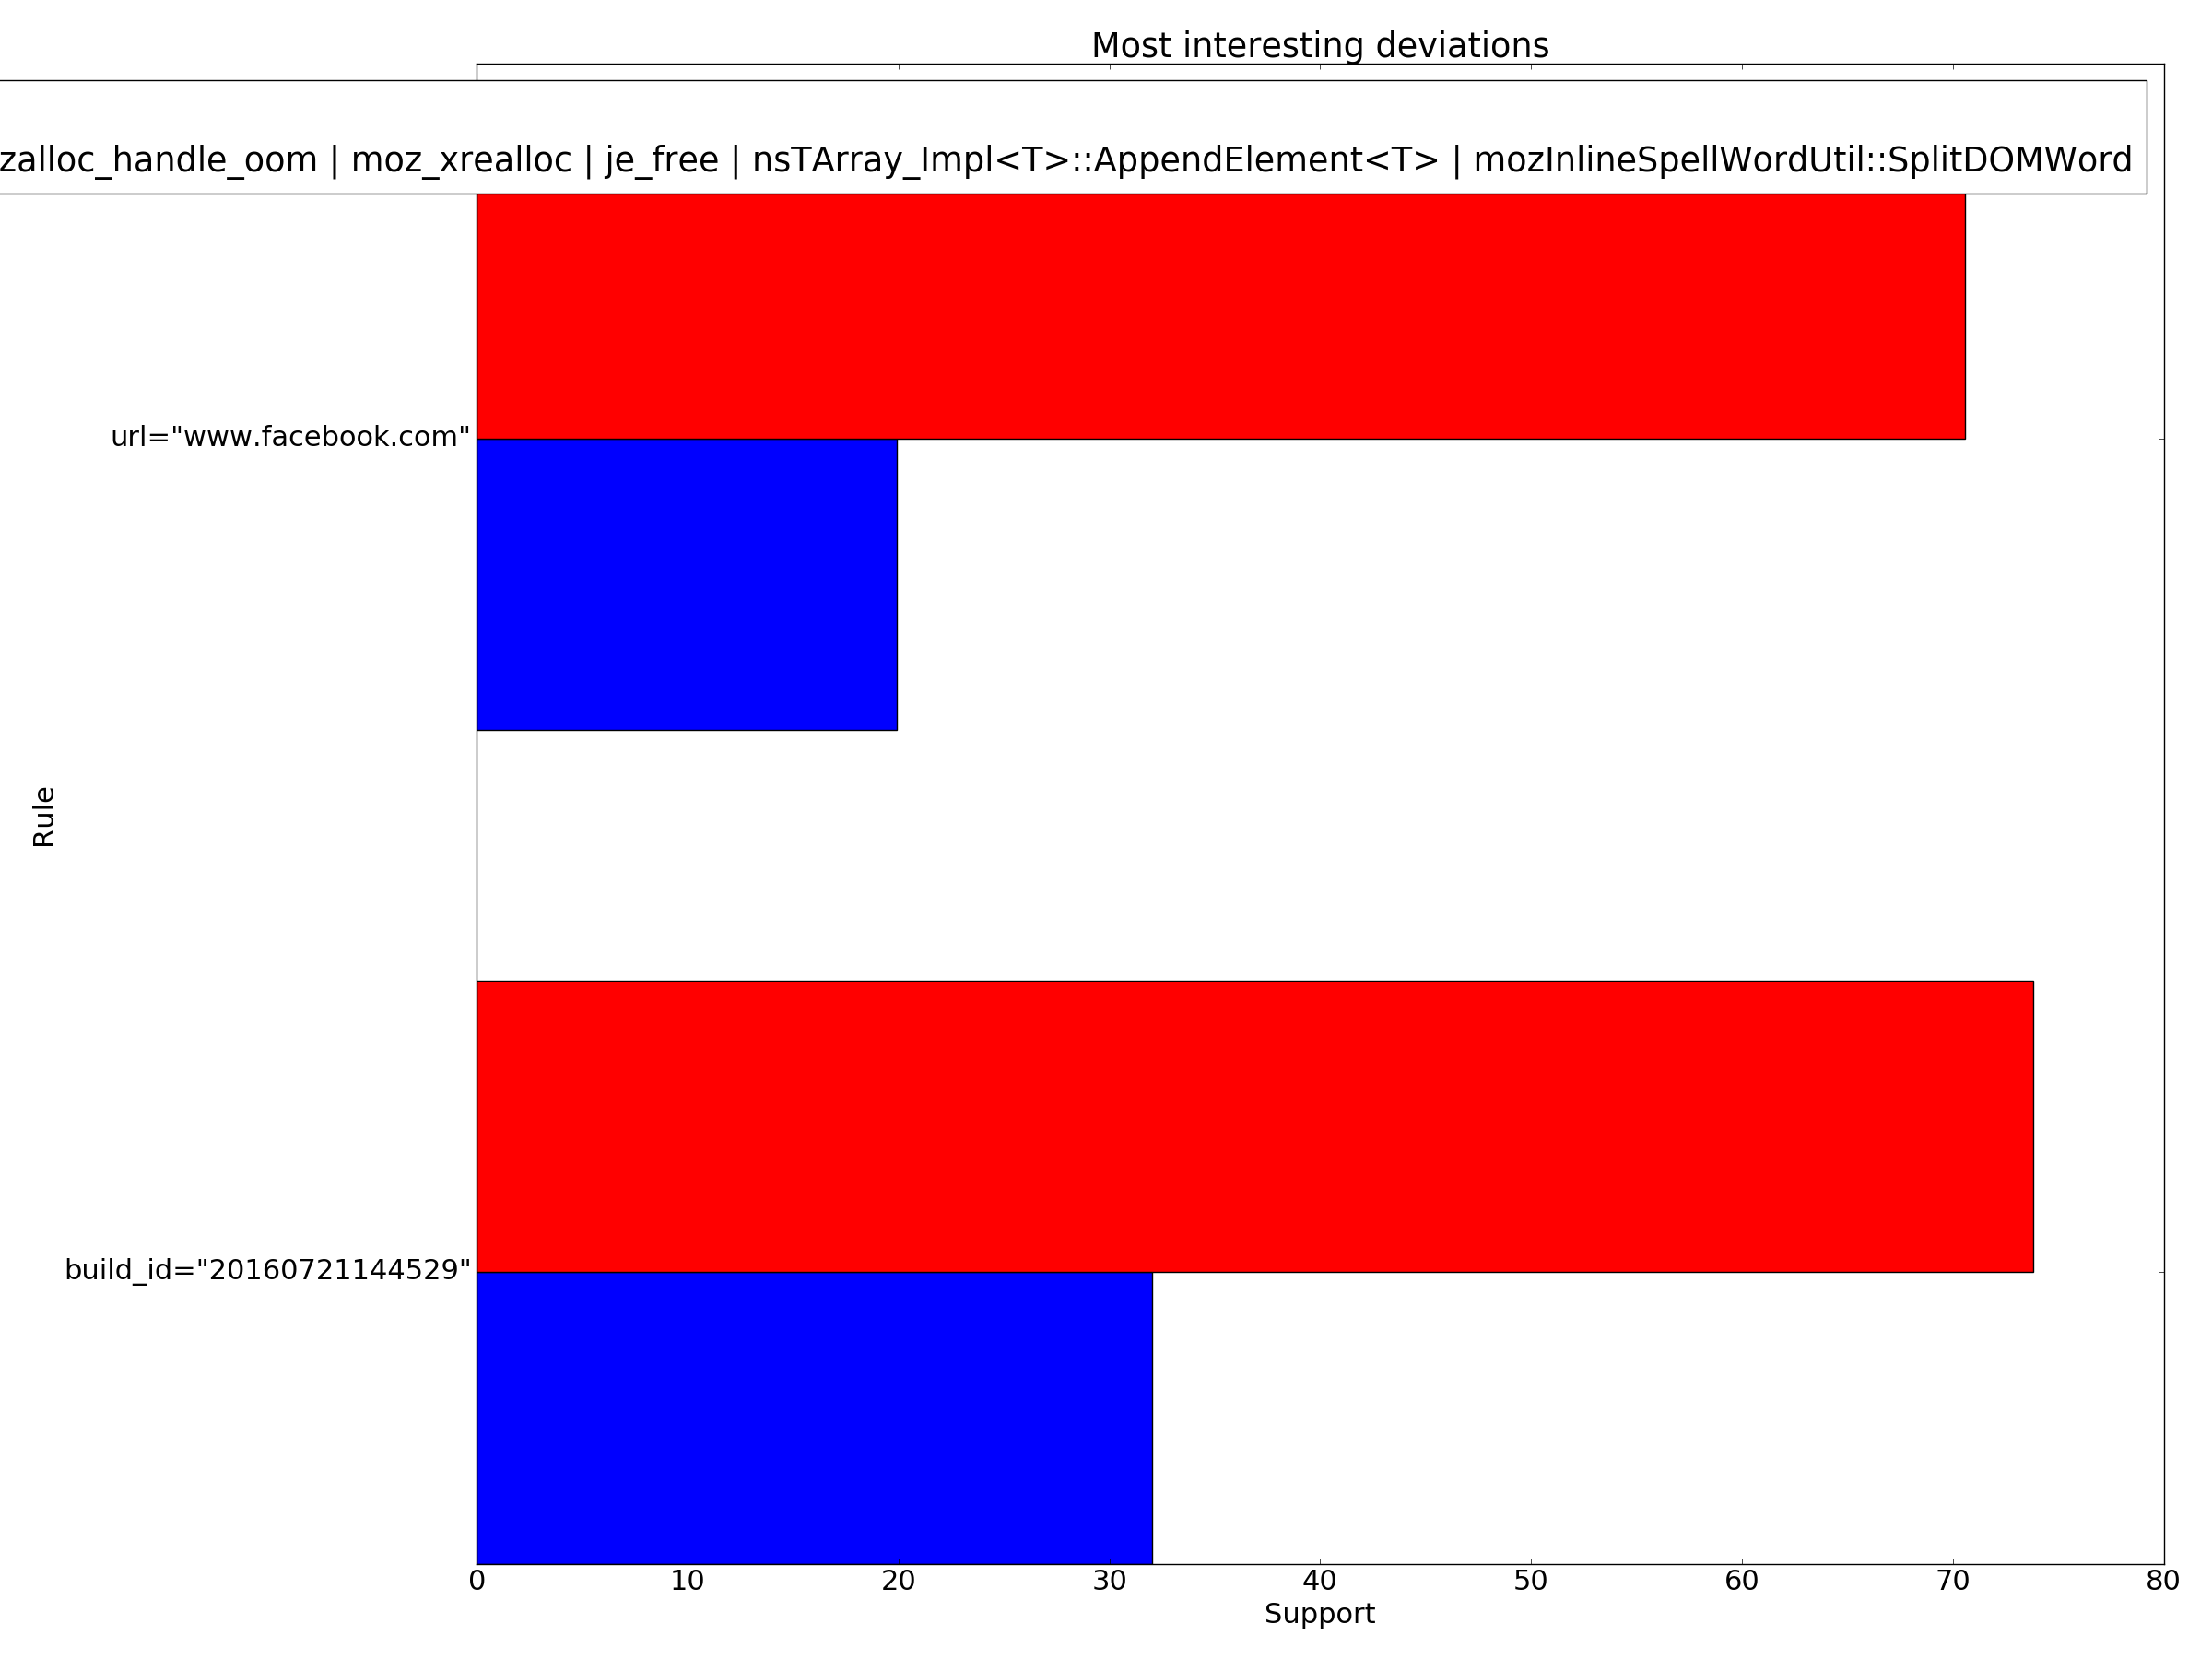 Most interesting deviations
zalloc_handle_oom | moz_xrealloc | je_free | nsTArray_Impl<T>::AppendElement<T> | mozInlineSpellWordUtil::SplitDOMWord
url="www.facebook.com"
Rule
build_id="20160721144529"
0 10 20 30 40 50 60 70 80
Support